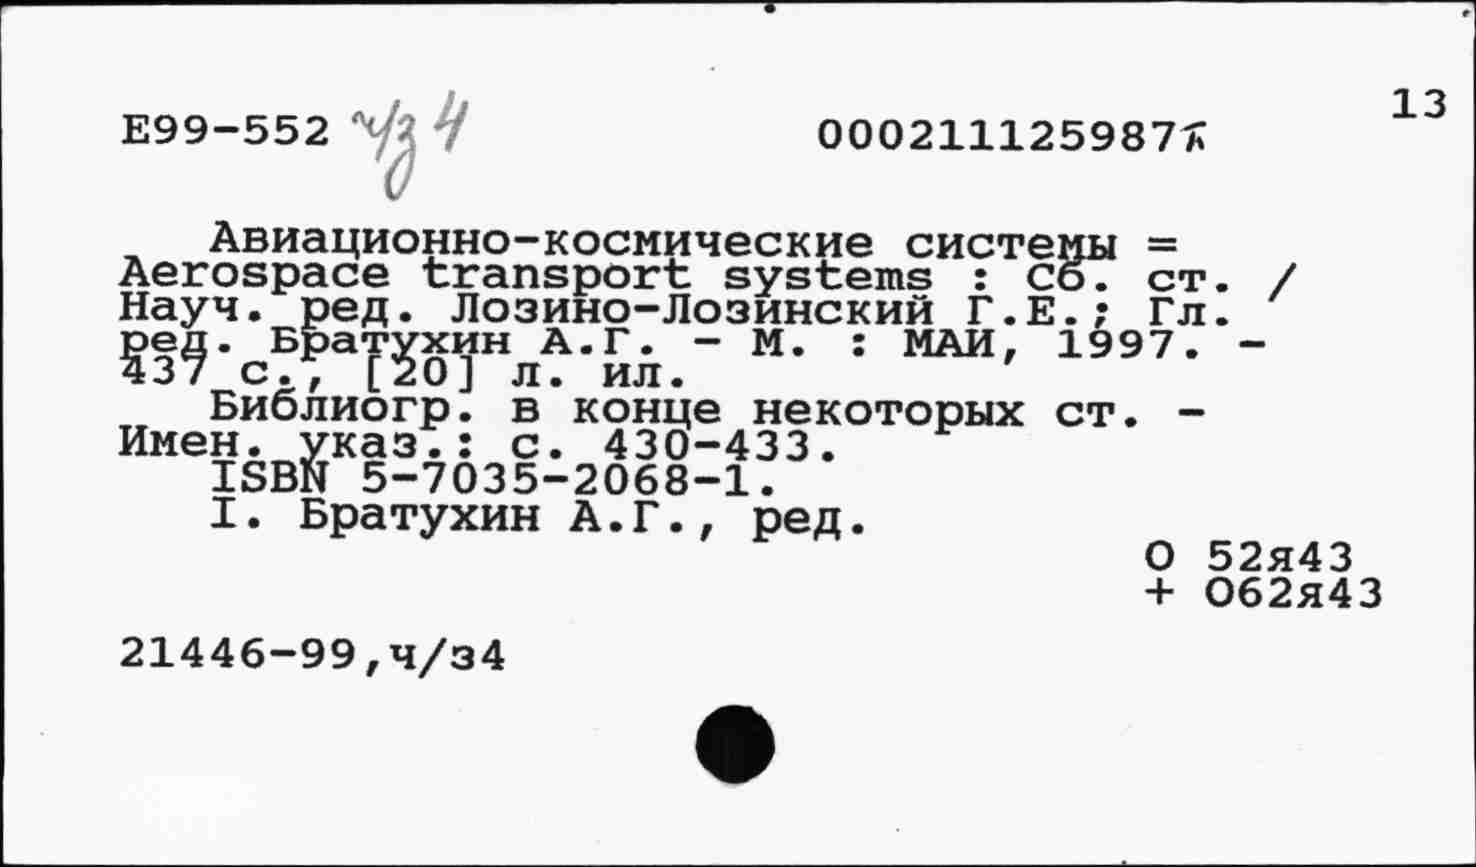 13
Е99-552 ч/з 4 000211125987
Авиационно-космические системы =
Aerospace transport systems : Сб. ст. /
Науч. ред. Лозино-Лозинский Г.Е.; Гл.
ред. Братухин А.Г. - М. : МАИ, 1997. -
437 с., [20] л. ил.
Библиогр. в конце некоторых ст. -
Имен. указ.: с. 430-433.
ISBN 5-7035-2068-1.
I. Братухин А.Г., ред.
О 52я43
+ О62я43
21446-99,ч/з4